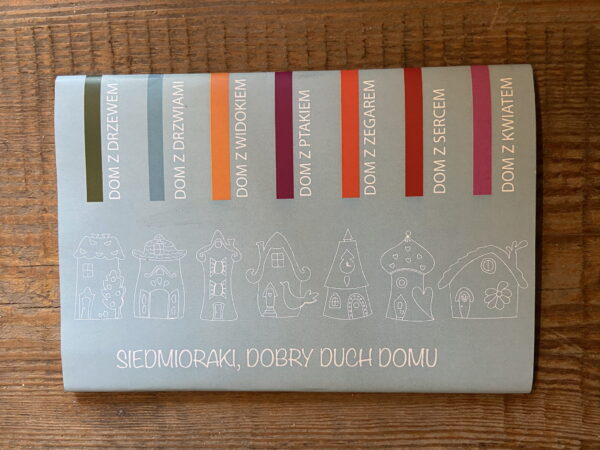 DOM Z DRZEWEM
DOM Z DRZWIAMI
DOM Z WIDOKIEM
DOM Z PTAKIEM
DOM Z ZEGAREM
DOM Z SERCEM
DOM Z KWIATEM
SIEDMIORAKI, DOBRY DUCH DOMU